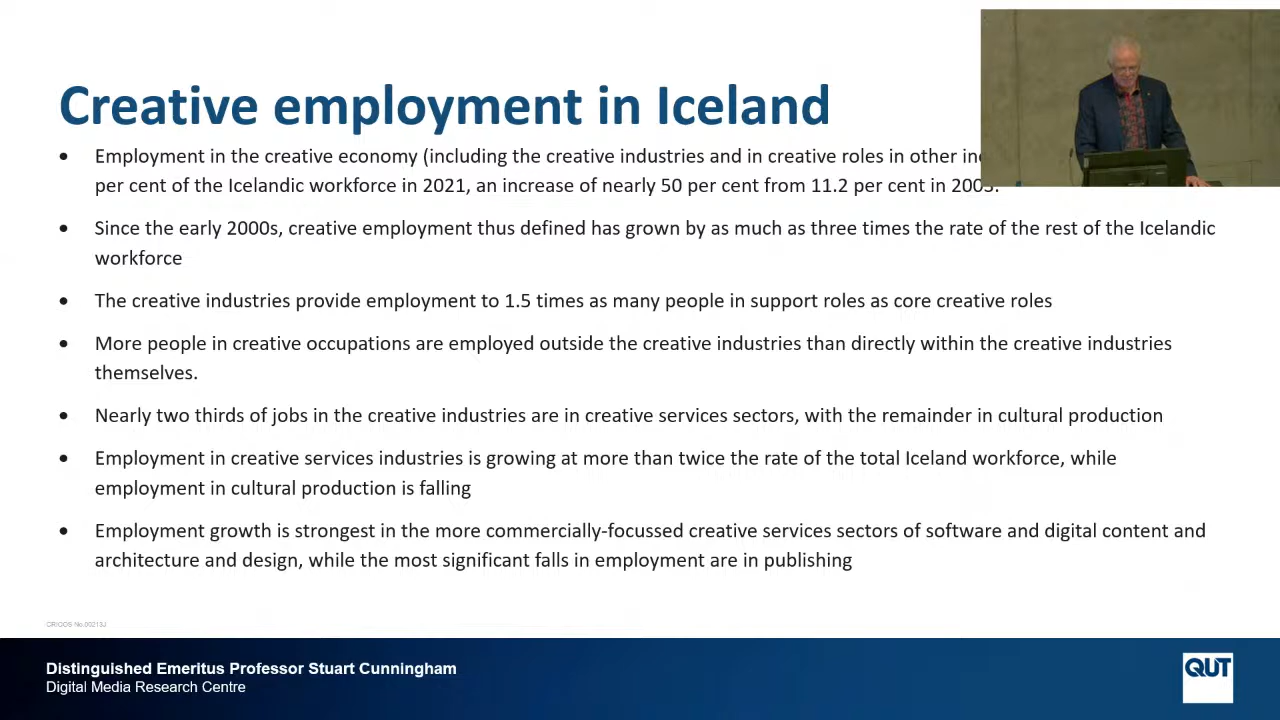 Creative employment in Iceland
• Employment in the creative economy (including the creative industries and in creative roles in other
per cent of the Icelandic workforce in 2021, an increase of nearly 50 per cent from 11.2 per cent in
• Since the early 2000s, creative employment thus defined has grown by as much as three times the rate of the rest of the Icelandic
workforce
• The creative industries provide employment to 1.5 times as many people in support roles as core creative roles
• More people in creative occupations are employed outside the creative industries than directly within the creative industries
themselves.
• Nearly two thirds of jobs in the creative industries are in creative services sectors, with the remainder in cultural production
• Employment in creative services industries is growing at more than twice the rate of the total Iceland workforce, while
employment in cultural production is falling
• Employment growth is strongest in the more commercially-focussed creative services sectors of software and digital content and
architecture and design, while the most significant falls in employment are in publishing
CRICOS No.00213J
Distinguished Emeritus Professor Stuart Cunningham
Digital Media Research Centre
QUT